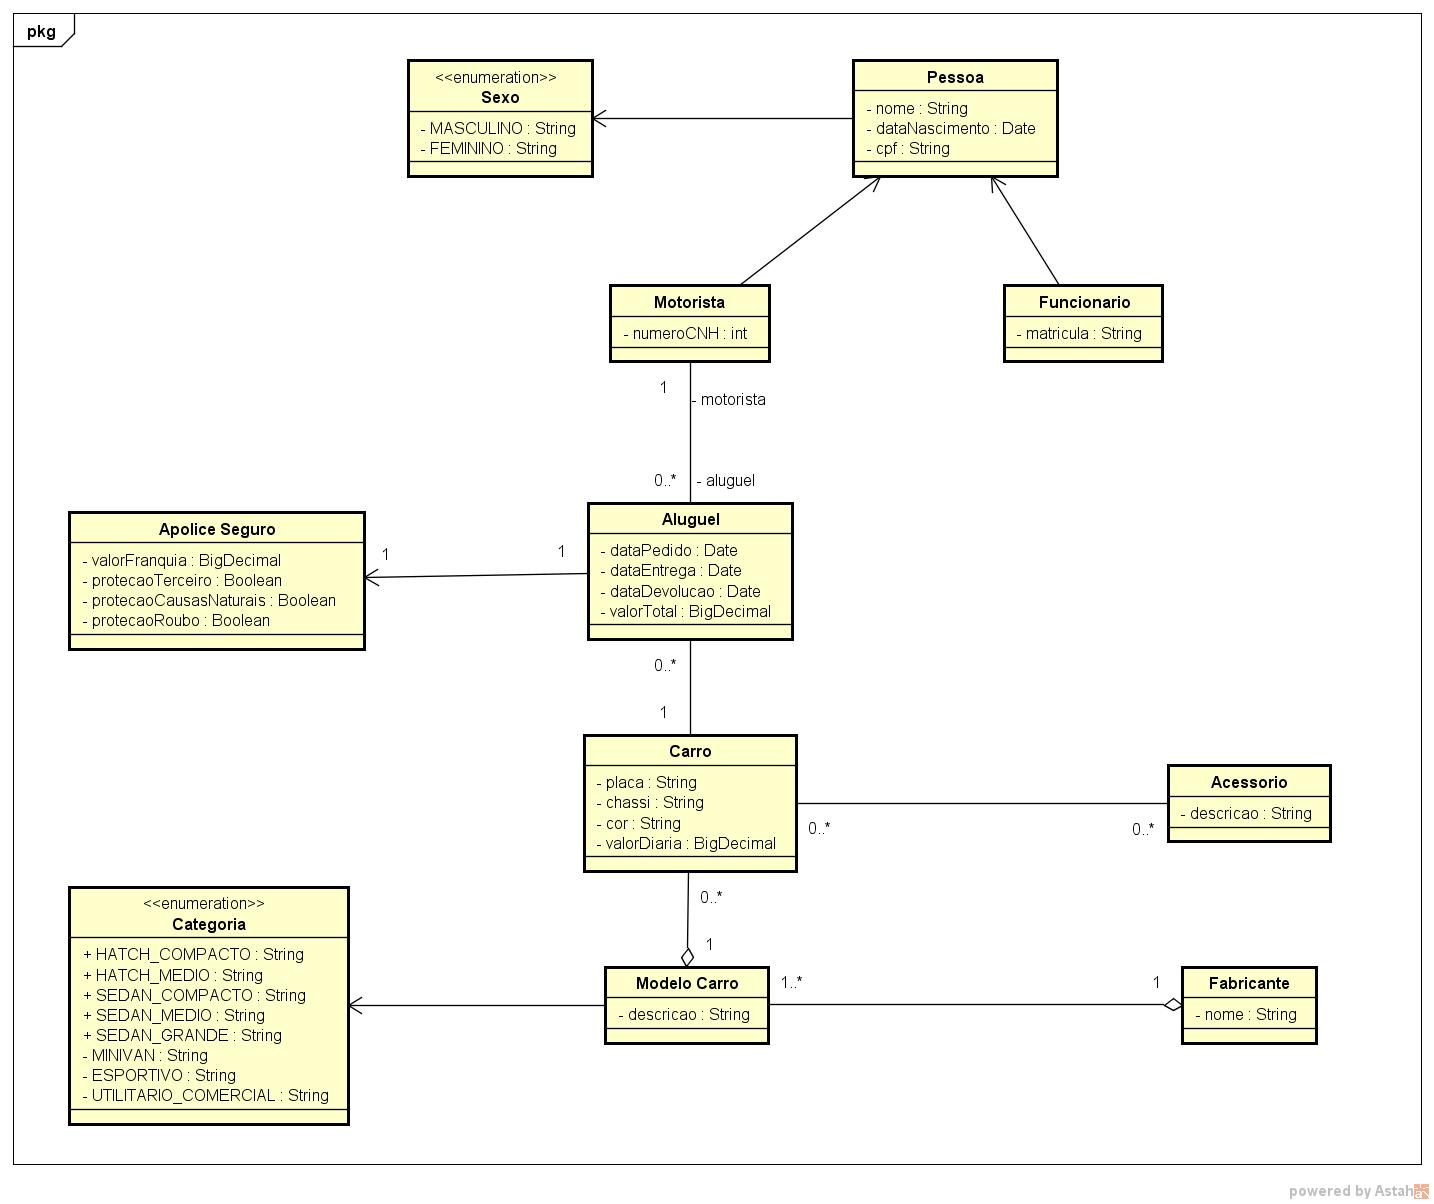 pkg
<<enumeration>>
Sexo
- MASCULINO : String
- FEMININO : String
Pessoa
- nome : String
- dataNascimento : Date
- cpf : String
Motorista
- numeroCNH : int
Funcionario
- matricula : String
1
- motorista
0..*
- aluguel
Apolice Seguro
- valorFranquia : BigDecimal
- protecaoTerceiro : Boolean
- protecaoCausasNaturais : Boolean
- protecaoRoubo : Boolean
1
1
Aluguel
- dataPedido : Date
- dataEntrega : Date
- dataDevolucao : Date
- valorTotal : BigDecimal
0..*
1
Carro
- placa : String
- chassi : String
- cor : String
- valorDiaria : BigDecimal
0..*
0..*
Acessorio
- descricao : String
0..*
1
<<enumeration>>
Categoria
+ HATCH_COMPACTO : String
+ HATCH_MEDIO : String
+ SEDAN_COMPACTO : String
+ SEDAN_MEDIO : String
+ SEDAN_GRANDE : String
- MINIVAN : String
- ESPORTIVO : String
- UTILITARIO_COMERCIAL : String
Modelo Carro
- descricao : String
1..*
1
Fabricante
- nome : String
powered by Astah